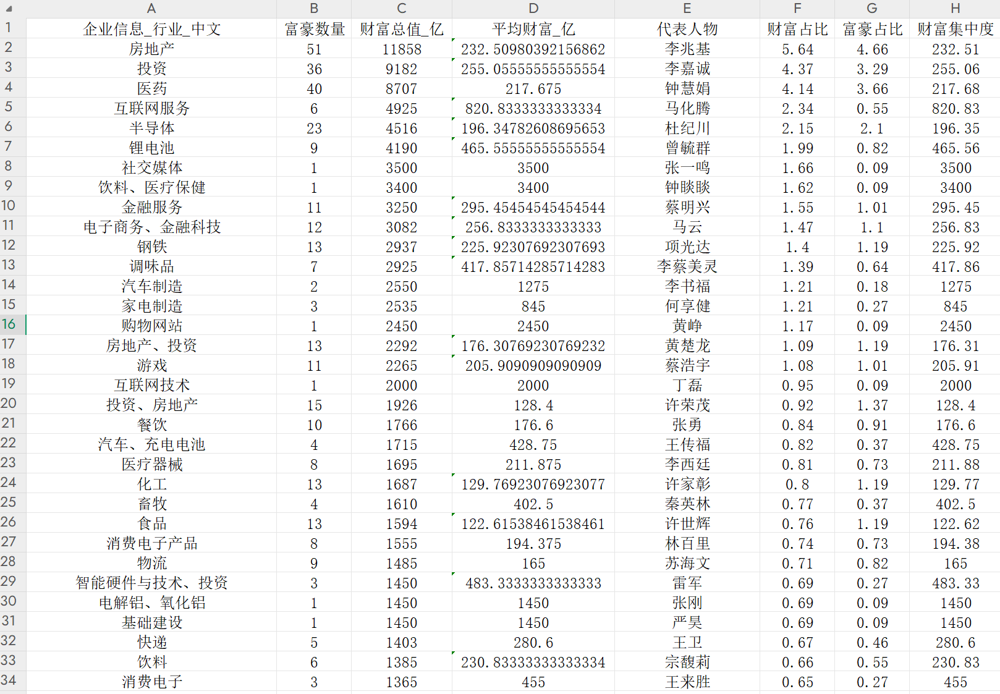 A B C D E F G H
1 企业信息_行业_中文 富豪数量 财富总值_亿 平均财富_亿 代表人物 财富占比 富豪占比 财富集中度
2 房地产 51 11858 232.50980392156862 李兆基 5.64 4.66 232.51
3 投资 36 9182 255.05555555555554 李嘉诚 4.37 3.29 255.06
4 医药 40 8707 217.675 钟慧娟 4.14 3.66 217.68
5 互联网服务 6 4925 820.8333333333334 马化腾 2.34 0.55 820.83
6 半导体 23 4516 196.34782608695653 杜纪川 2.15 2.1 196.35
7 锂电池 9 4190 465.55555555555554 曾毓群 1.99 0.82 465.56
8 社交媒体 1 3500 3500 张一鸣 1.66 0.09 3500
9 饮料、医疗保健 1 3400 3400 钟睒睒 1.62 0.09 3400
10 金融服务 11 3250 295.45454545454544 蔡明兴 1.55 1.01 295.45
11 电子商务、金融科技 12 3082 256.8333333333333 马云 1.47 1.1 256.83
12 钢铁 13 2937 225.92307692307693 项光达 1.4 1.19 225.92
13 调味品 7 2925 417.85714285714283 李蔡美灵 1.39 0.64 417.86
14 汽车制造 2 2550 1275 李书福 1.21 0.18 1275
15 家电制造 3 2535 845 何享健 1.21 0.27 845
16 购物网站 1 2450 2450 黄峥 1.17 0.09 2450
17 房地产、投资 13 2292 176.30769230769232 黄楚龙 1.09 1.19 176.31
18 游戏 11 2265 205.9090909090909 蔡浩宇 1.08 1.01 205.91
19 互联网技术 1 2000 2000 丁磊 0.95 0.09 2000
20 投资、房地产 15 1926 128.4 许荣茂 0.92 1.37 128.4
21 餐饮 10 1766 176.6 张勇 0.84 0.91 176.6
22 汽车、充电电池 4 1715 428.75 王传福 0.82 0.37 428.75
23 医疗器械 8 1695 211.875 李西廷 0.81 0.73 211.88
24 化工 13 1687 129.76923076923077 许家彰 0.8 1.19 129.77
25 畜牧 4 1610 402.5 秦英林 0.77 0.37 402.5
26 食品 13 1594 122.61538461538461 许世辉 0.76 1.19 122.62
27 消费电子产品 8 1555 194.375 林百里 0.74 0.73 194.38
28 物流 9 1485 165 苏海文 0.71 0.82 165
29 智能硬件与技术、投资 3 1450 483.3333333333333 雷军 0.69 0.27 483.33
30 电解铝、氧化铝 1 1450 1450 张刚 0.69 0.09 1450
31 基础建设 1 1450 1450 严昊 0.69 0.09 1450
32 快递 5 1403 280.6 王卫 0.67 0.46 280.6
33 饮料 6 1385 230.83333333333334 宗馥莉 0.66 0.55 230.83
34 消费电子 3 1365 455 王来胜 0.65 0.27 455